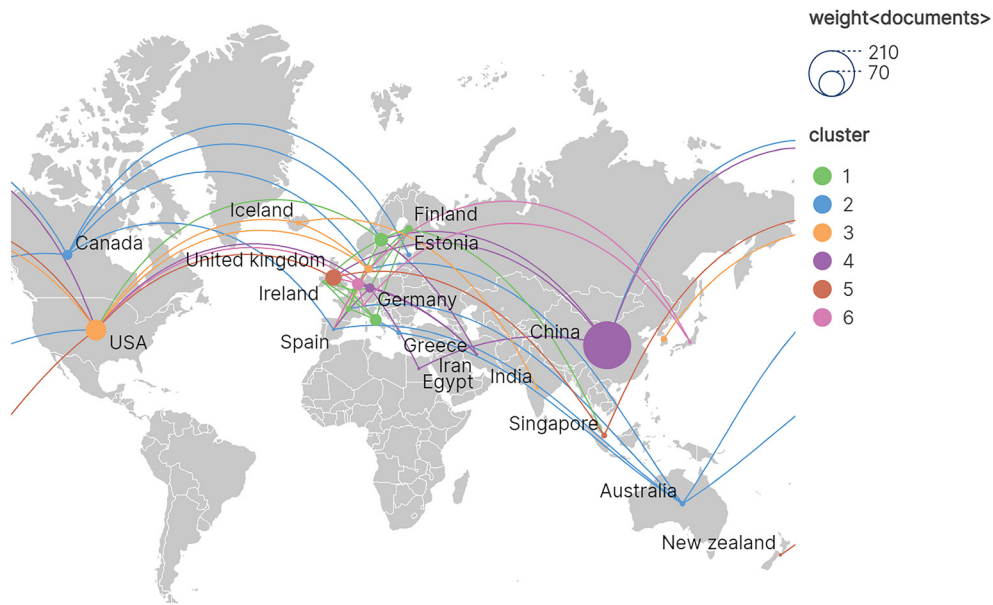 weight<documents>
210
70
cluster
1
2
3
4
5
6
Iceland
Finland
Canada
Estonia
United kingdom
Ireland
Germany
USA
Spain
China
Greece
Iran
India
Egypt
Singapore
Australia
New zealand